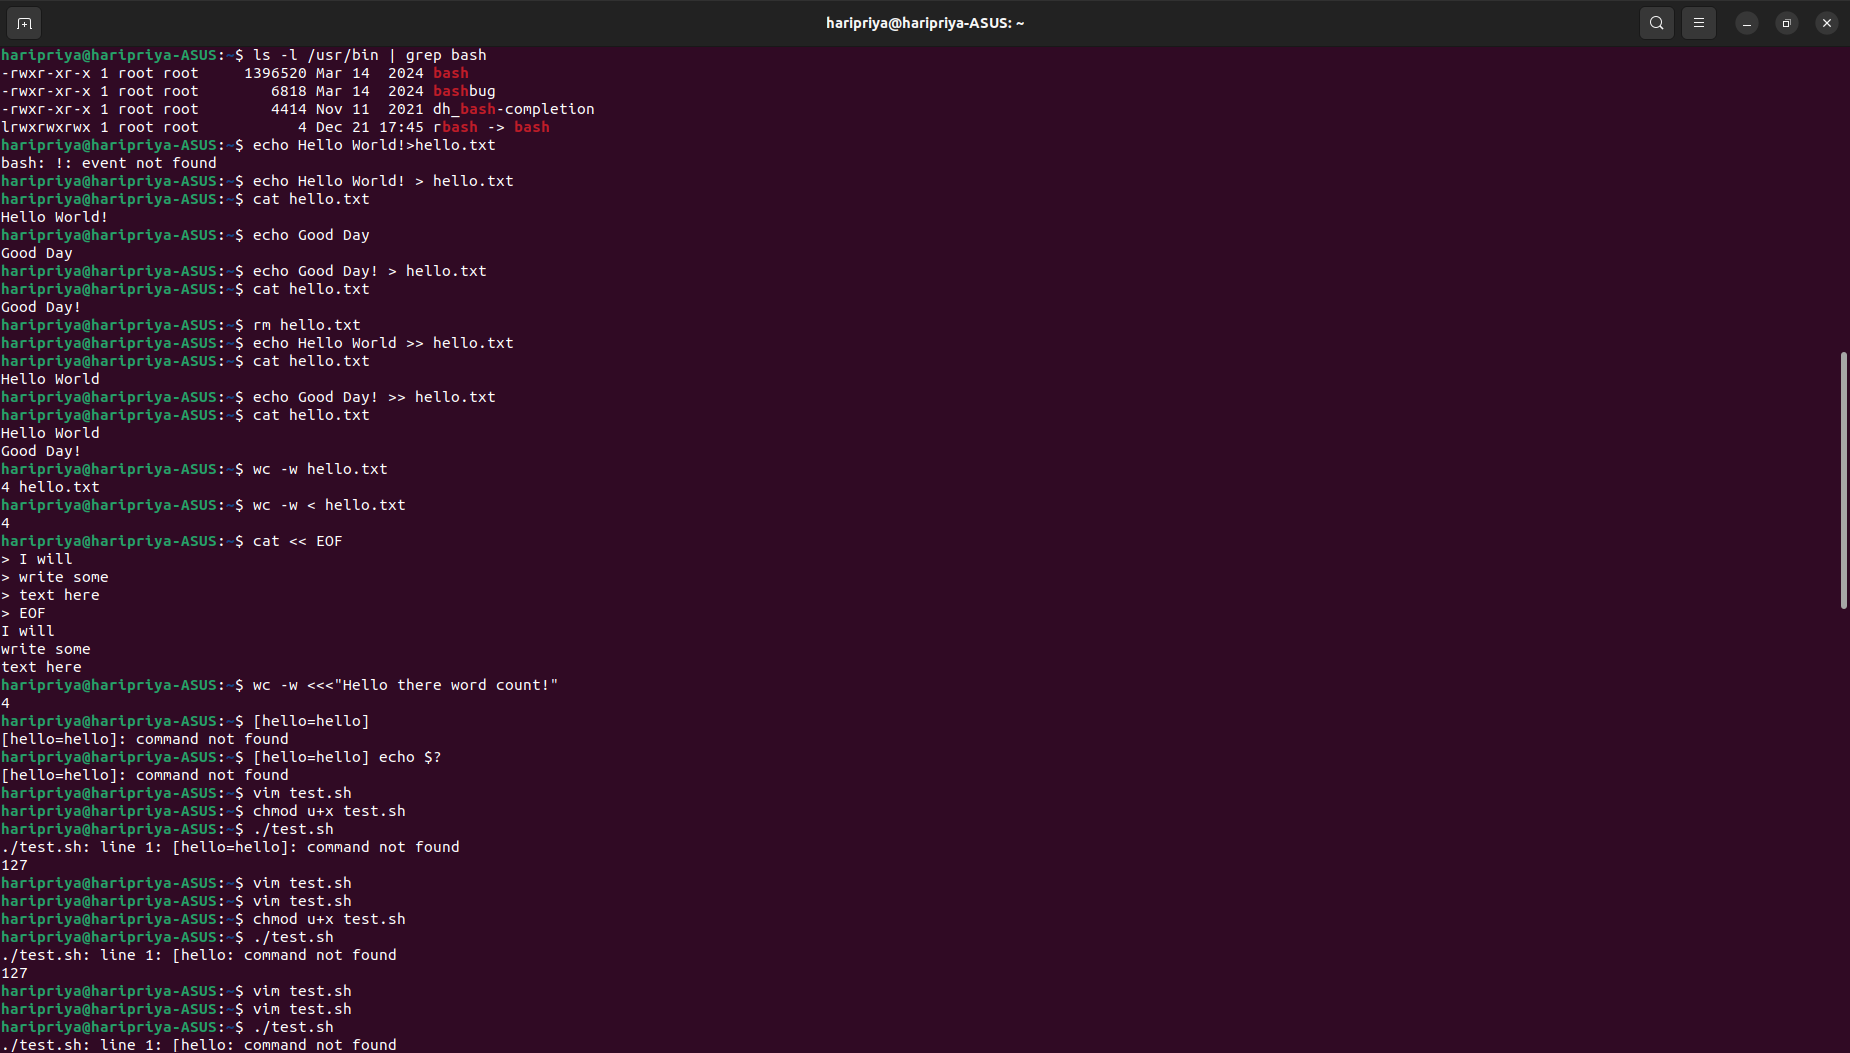 haripriya@haripriya-ASUS: ~
haripriya@haripriya-ASUS:~$ ls -l /usr/bin | grep bash
-rwxr-xr-x 1 root root     1396520 Mar 14  2024 bash
-rwxr-xr-x 1 root root        6818 Mar 14  2024 bashbug
-rwxr-xr-x 1 root root        4414 Nov 11  2021 dh_bash-completion
lrwxrwxrwx 1 root root           4 Dec 21 17:45 rbash -> bash
haripriya@haripriya-ASUS:~$ echo Hello World!>hello.txt
bash: !: event not found
haripriya@haripriya-ASUS:~$ echo Hello World! > hello.txt
haripriya@haripriya-ASUS:~$ cat hello.txt
Hello World!
haripriya@haripriya-ASUS:~$ echo Good Day
Good Day
haripriya@haripriya-ASUS:~$ echo Good Day! > hello.txt
haripriya@haripriya-ASUS:~$ cat hello.txt
Good Day!
haripriya@haripriya-ASUS:~$ rm hello.txt
haripriya@haripriya-ASUS:~$ echo Hello World >> hello.txt
haripriya@haripriya-ASUS:~$ cat hello.txt
Hello World
haripriya@haripriya-ASUS:~$ echo Good Day! >> hello.txt
haripriya@haripriya-ASUS:~$ cat hello.txt
Hello World
Good Day!
haripriya@haripriya-ASUS:~$ wc -w hello.txt
4 hello.txt
haripriya@haripriya-ASUS:~$ wc -w < hello.txt
4
haripriya@haripriya-ASUS:~$ cat << EOF
> I will
> write some
> text here
> EOF
I will
write some
text here
haripriya@haripriya-ASUS:~$ wc -w <<<"Hello there word count!"
4
haripriya@haripriya-ASUS:~$ [hello=hello]
[hello=hello]: command not found
haripriya@haripriya-ASUS:~$ [hello=hello] echo $?
[hello=hello]: command not found
haripriya@haripriya-ASUS:~$ vim test.sh
haripriya@haripriya-ASUS:~$ chmod u+x test.sh
haripriya@haripriya-ASUS:~$ ./test.sh
./test.sh: line 1: [hello=hello]: command not found
127
haripriya@haripriya-ASUS:~$ vim test.sh
haripriya@haripriya-ASUS:~$ vim test.sh
haripriya@haripriya-ASUS:~$ chmod u+x test.sh
haripriya@haripriya-ASUS:~$ ./test.sh
./test.sh: line 1: [hello: command not found
127
haripriya@haripriya-ASUS:~$ vim test.sh
haripriya@haripriya-ASUS:~$ vim test.sh
haripriya@haripriya-ASUS:~$ ./test.sh
./test.sh: line 1: [hello: command not found